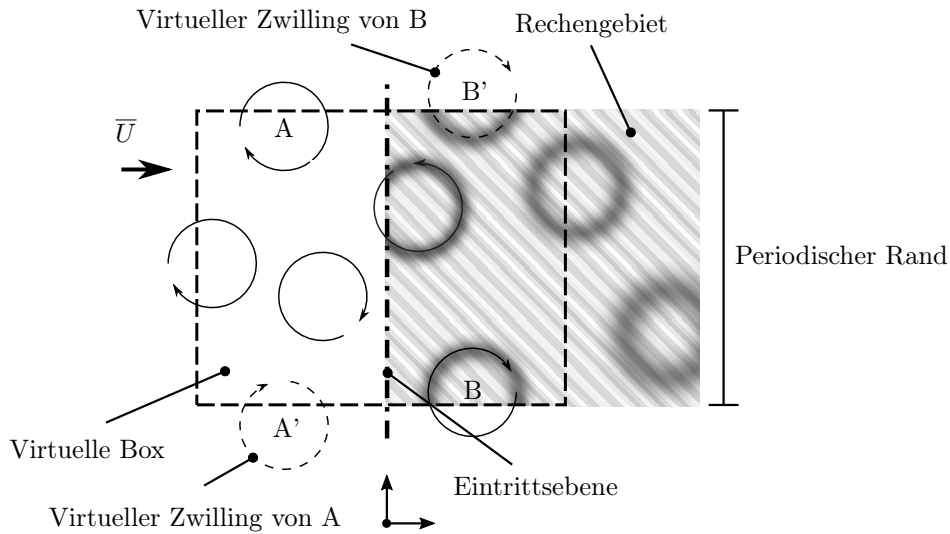 Virtueller Zwilling von B
Rechengebiet
B'
A
U̅
Periodischer Rand
B
A'
Virtuelle Box
Eintrittsebene
Virtueller Zwilling von A